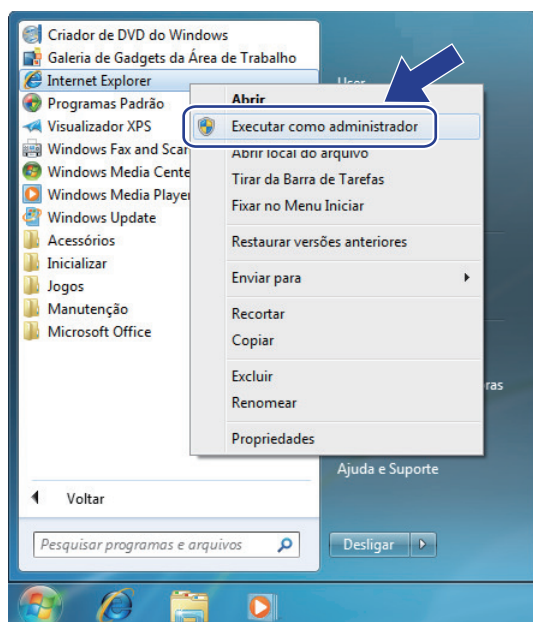 Criador de DVD do Windows
Galeria de Gadgets da Área de Trabalho
Internet Explorer
Programas Padrão
Visualizador XPS
Windows Fax and Scan
Windows Media Cente
Windows Media Player
Windows Update
Acessórios
Inicializar
Jogos
Manutenção
Microsoft Office
Voltar
Pesquisar programas e arquivos
User
Abrir
Executar como administrador
Abrir local do arquivo
Tirar da Barra de Tarefas
Fixar no Menu Iniciar
Restaurar versões anteriores
Enviar para
Recortar
Copiar
Excluir
Renomear
Propriedades
ras
Ajuda e Suporte
Desligar